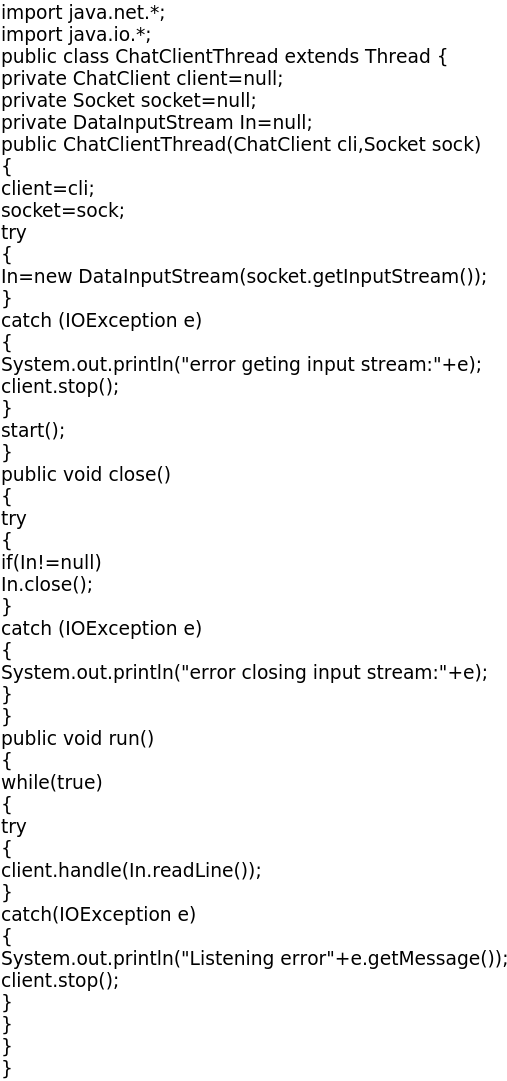 import java.net.*;
import java.io.*;
public class ChatClientThread extends Thread {
private ChatClient client=null;
private Socket socket=null;
private DataInputStream In=null;
public ChatClientThread(ChatClient cli,Socket sock)
{
client=cli;
socket=sock;
try
{
In=new DataInputStream(socket.getInputStream());
}
catch (IOException e)
{
System.out.println("error geting input stream:"+e);
client.stop();
}
start();
}
public void close()
{
try
{
if(In!=null)
In.close();
}
catch (IOException e)
{
System.out.println("error closing input stream:"+e);
}
}
public void run()
{
while(true)
{
try
{
client.handle(In.readLine());
}
catch(IOException e)
{
System.out.println("Listening error"+e.getMessage());
client.stop();
}
}
}
}